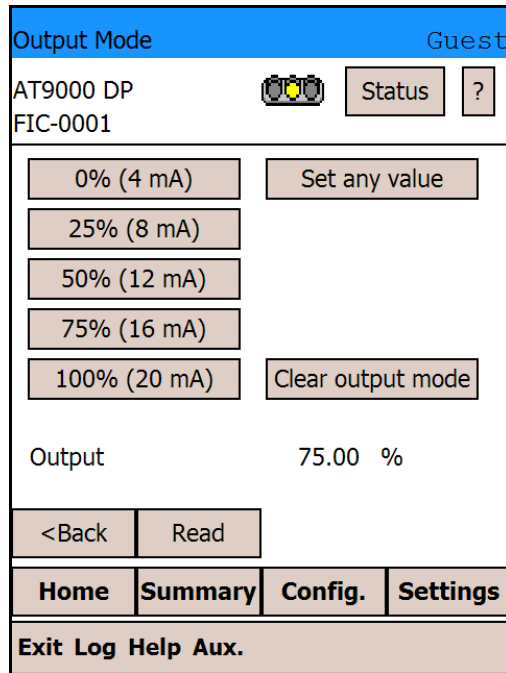 Output Mode Guest
AT9000 DP Status ?
FIC-0001
0% (4 mA) Set any value
25% (8 mA)
50% (12 mA)
75% (16 mA)
100% (20 mA) Clear output mode
Output 75.00 %
<Back Read
Home Summary Config. Settings
Exit Log Help Aux.